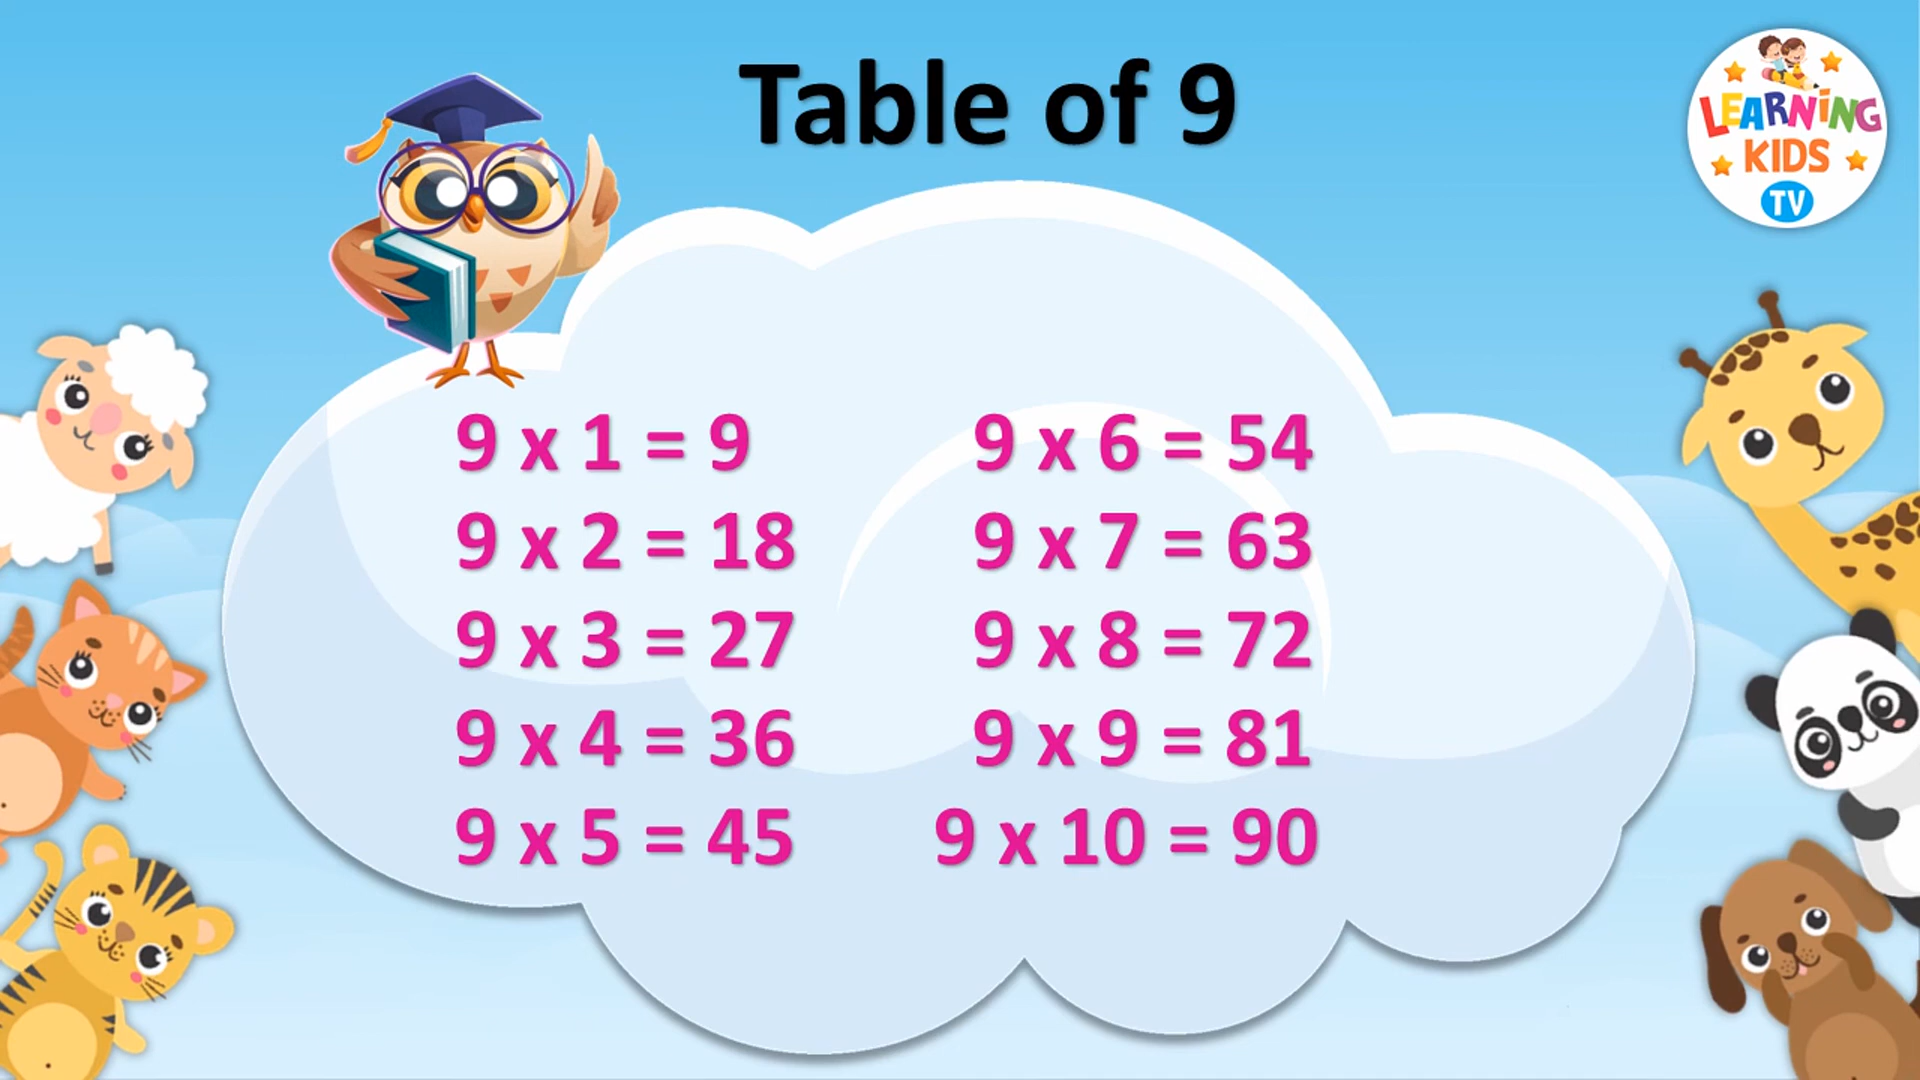 Table of 9
LEARNING
KIDS
TV
9 x 1 = 9
9 x 2 = 18
9 x 3 = 27
9 x 4 = 36
9 x 5 = 45
9 x 6 = 54
9 x 7 = 63
9 x 8 = 72
9 x 9 = 81
9 x 10 = 90